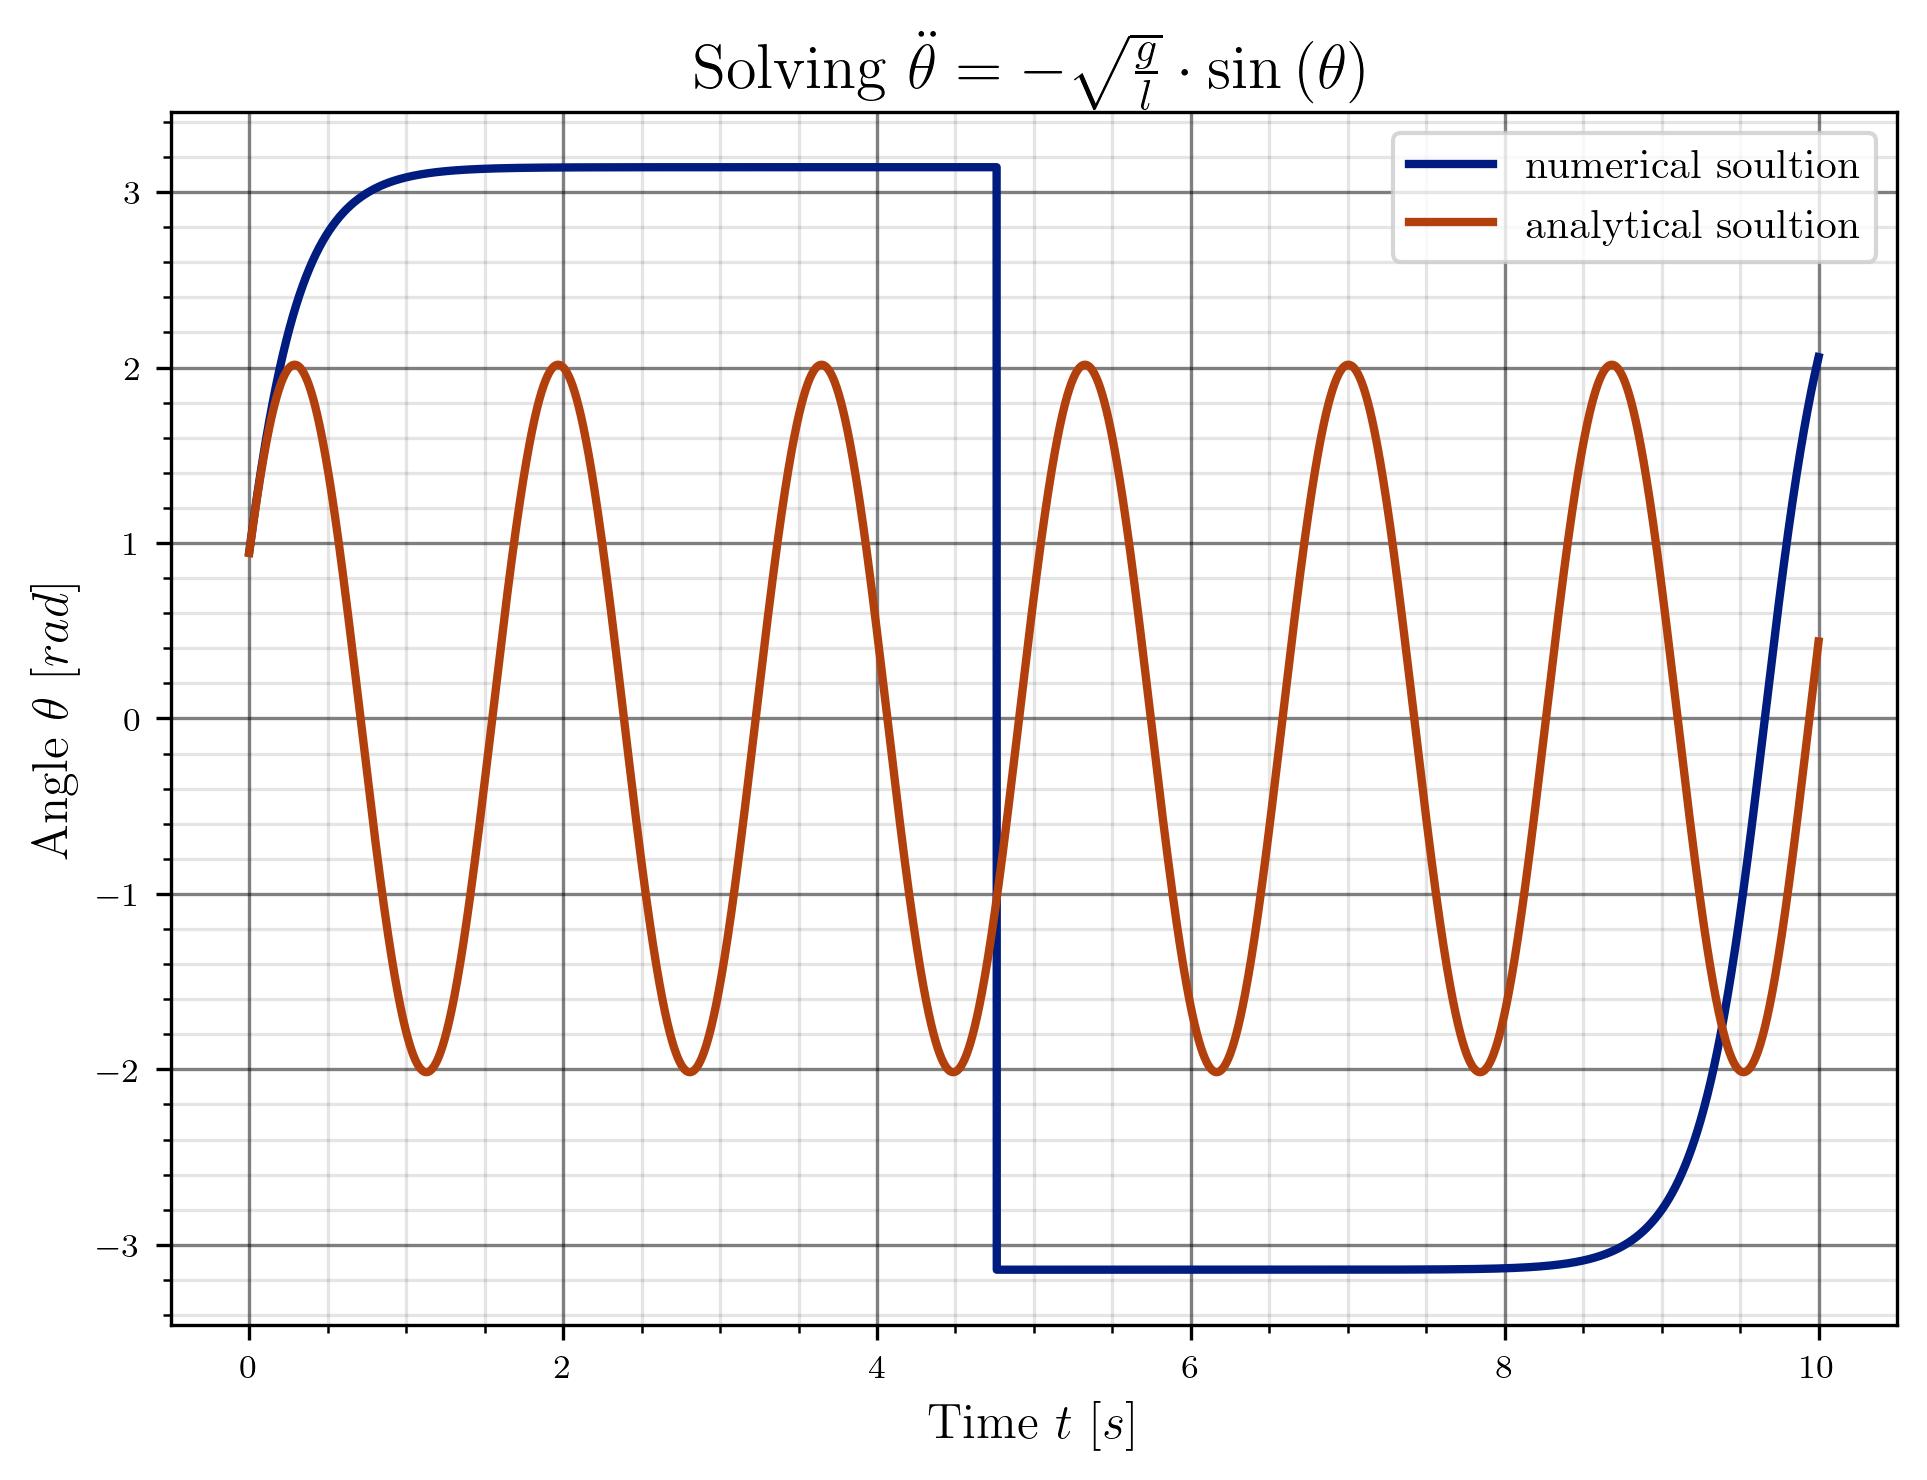 Solving θ̈ = −√(g/l) · sin (θ)
numerical soultion
analytical soultion
Angle θ [rad]
3
2
1
0
−1
−2
−3
0 2 4 6 8 10
Time t [s]